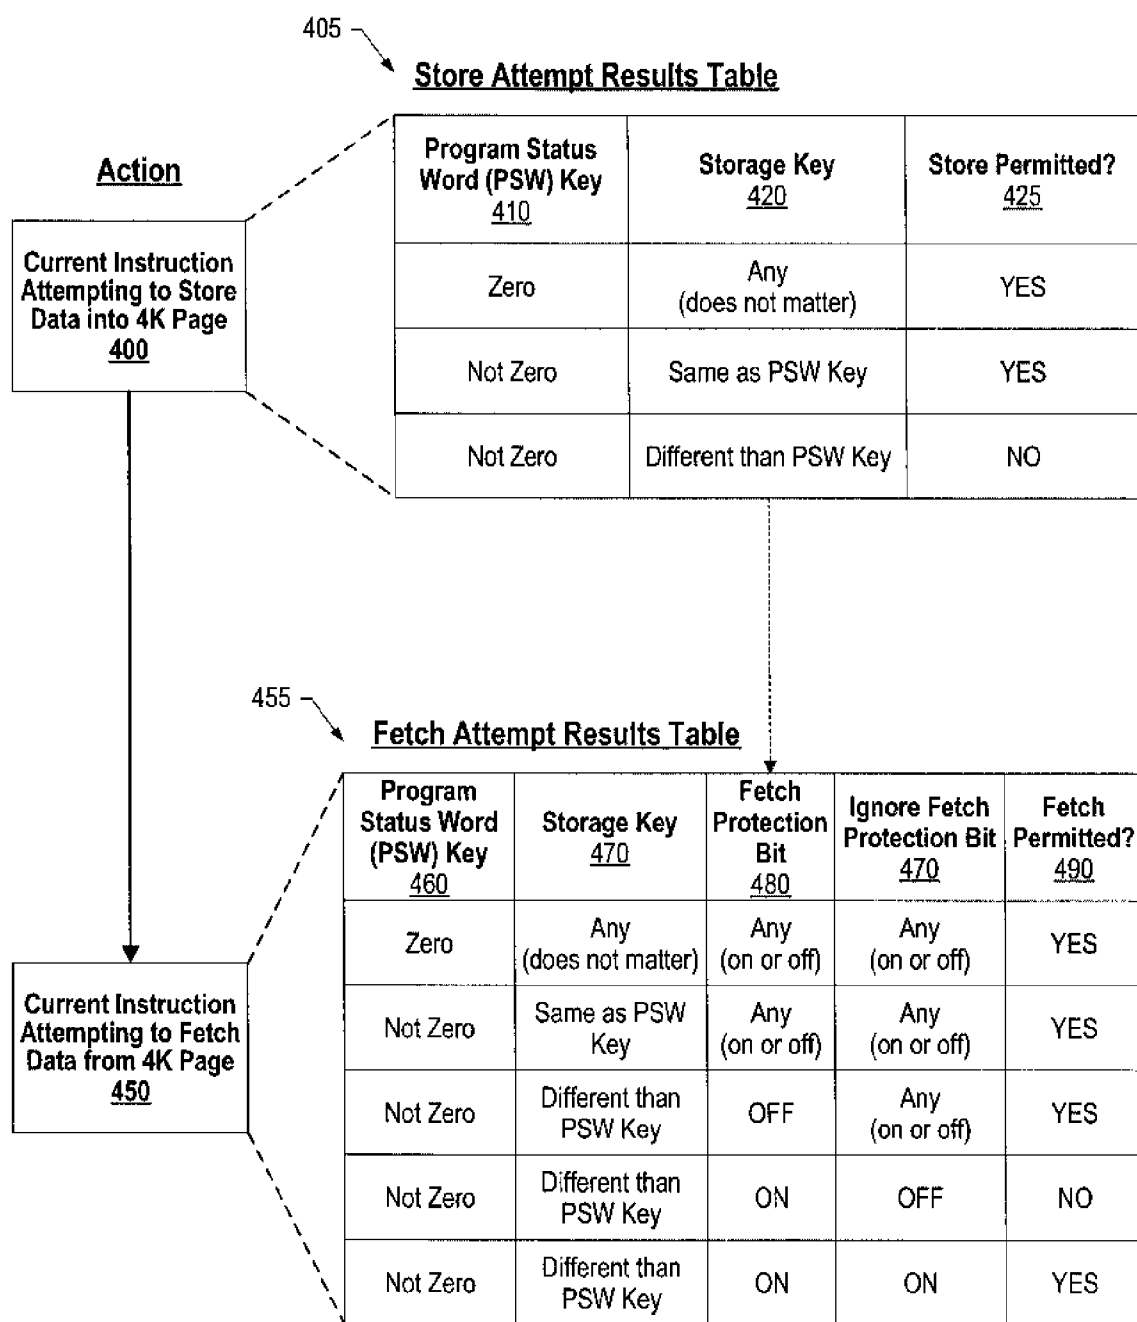 405
Store Attempt Results Table
Action
Program Status
Word (PSW) Key
410
Storage Key
420
Store Permitted?
425
Current Instruction
Attempting to Store
Data into 4K Page
400
Zero
Any
(does not matter)
YES
Not Zero
Same as PSW Key
YES
Not Zero
Different than PSW Key
NO
455
Fetch Attempt Results Table
Program
Status Word
(PSW) Key
460
Storage Key
470
Fetch
Protection
Bit
480
Ignore Fetch
Protection Bit
470
Fetch
Permitted?
490
Zero
Any
(does not matter)
Any
(on or off)
Any
(on or off)
YES
Current Instruction
Attempting to Fetch
Data from 4K Page
450
Not Zero
Same as PSW
Key
Any
(on or off)
Any
(on or off)
YES
Not Zero
Different than
PSW Key
OFF
Any
(on or off)
YES
Not Zero
Different than
PSW Key
ON
OFF
NO
Not Zero
Different than
PSW Key
ON
ON
YES